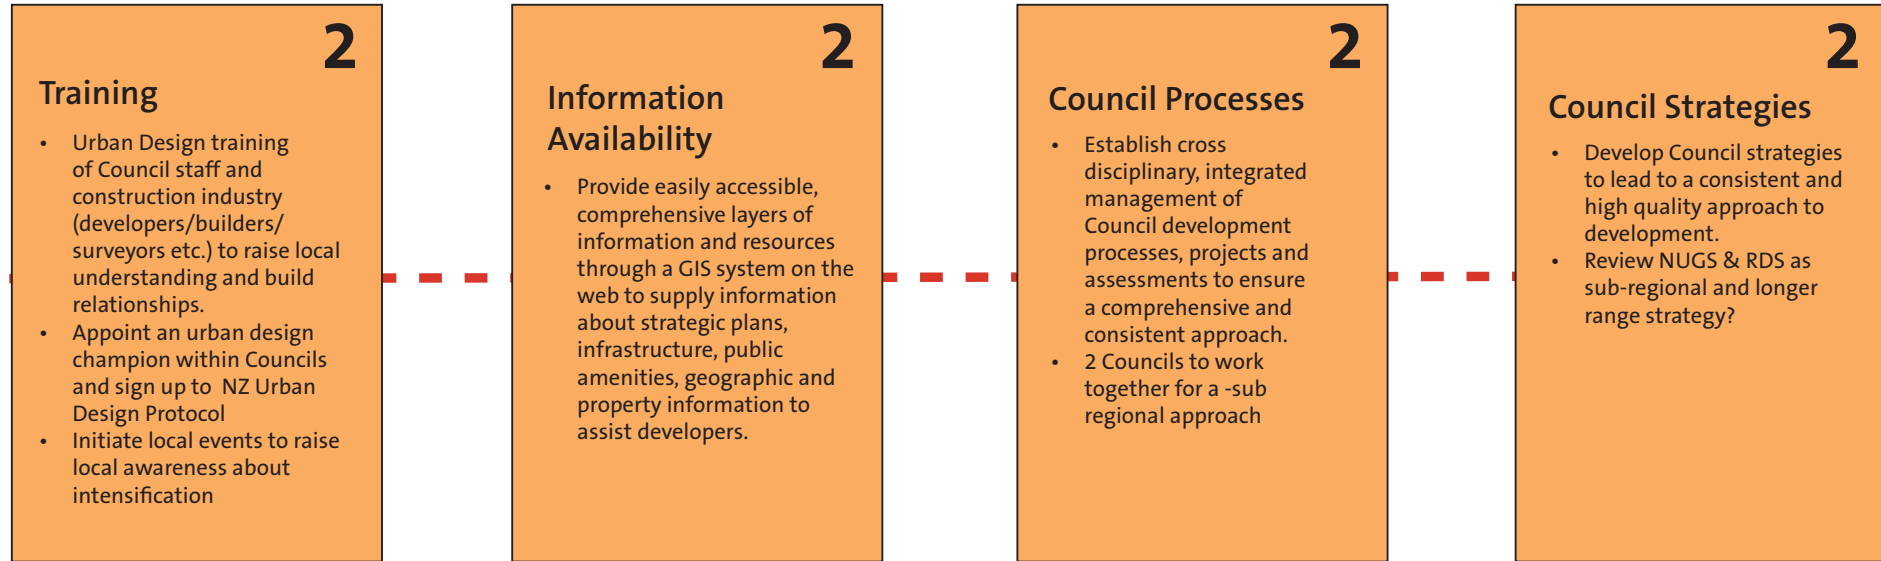 2
Training
• Urban Design training
of Council staff and
construction industry
(developers/builders/
surveyors etc.) to raise local
understanding and build
relationships.
• Appoint an urban design
champion within Councils
and sign up to NZ Urban
Design Protocol
• Initiate local events to raise
local awareness about
intensification
2
Information
Availability
• Provide easily accessible,
comprehensive layers of
information and resources
through a GIS system on the
web to supply information
about strategic plans,
infrastructure, public
amenities, geographic and
property information to
assist developers.
2
Council Processes
• Establish cross
disciplinary, integrated
management of
Council development
processes, projects and
assessments to ensure
a comprehensive and
consistent approach.
• 2 Councils to work
together for a -sub
regional approach
2
Council Strategies
• Develop Council strategies
to lead to a consistent and
high quality approach to
development.
• Review NUGS & RDS as
sub-regional and longer
range strategy?